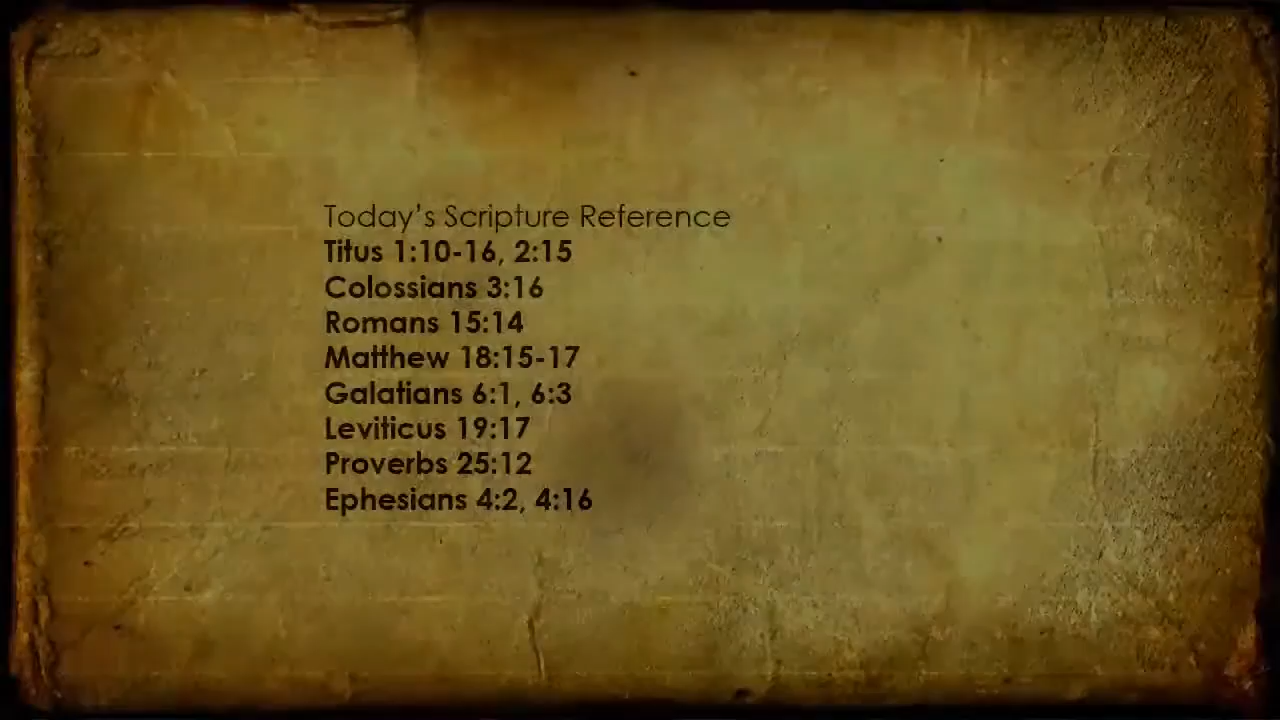 Today's Scripture Reference
Titus 1:10-16, 2:15
Colossians 3:16
Romans 15:14
Matthew 18:15-17
Galatians 6:1, 6:3
Leviticus 19:17
Proverbs 25:12
Ephesians 4:2, 4:16